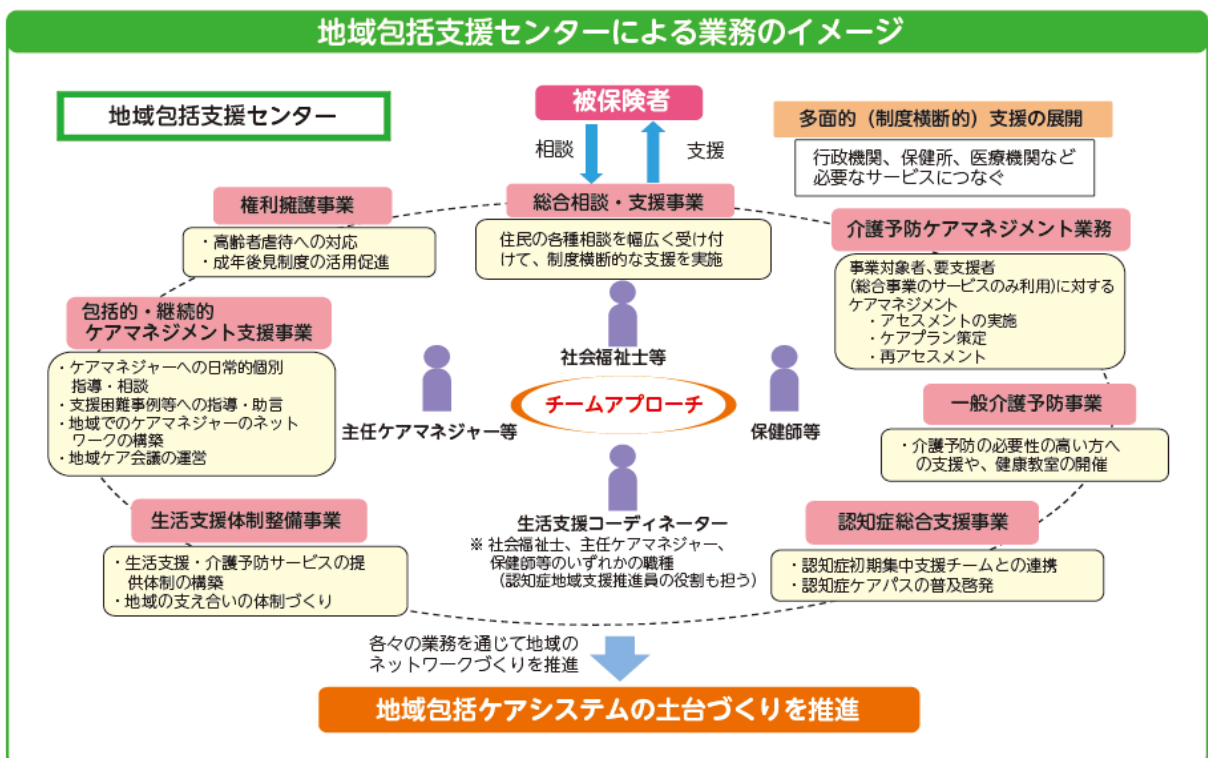 地域包括支援センターによる業務のイメージ
地域包括支援センター
被保険者
相談
支援
多面的（制度横断的）支援の展開
行政機関、保健所、医療機関など
必要なサービスにつなぐ
権利擁護事業
・高齢者虐待への対応
・成年後見制度の活用促進
総合相談・支援事業
住民の各種相談を幅広く受け付
けて、制度横断的な支援を実施
介護予防ケアマネジメント業務
事業対象者、要支援者
(総合事業のサービスのみ利用)に対する
ケアマネジメント
・アセスメントの実施
・ケアプラン策定
・再アセスメント
包括的・継続的
ケアマネジメント支援事業
・ケアマネジャーへの日常的個別
指導・相談
・支援困難事例等への指導・助言
・地域でのケアマネジャーのネット
ワークの構築
・地域ケア会議の運営
社会福祉士等
主任ケアマネジャー等
チームアプローチ
保健師等
一般介護予防事業
・介護予防の必要性の高い方へ
の支援や、健康教室の開催
生活支援体制整備事業
・生活支援・介護予防サービスの提
供体制の構築
・地域の支え合いの体制づくり
生活支援コーディネーター
※ 社会福祉士、主任ケアマネジャー、
保健師等のいずれかの職種
（認知症地域支援推進員の役割も担う）
認知症総合支援事業
・認知症初期集中支援チームとの連携
・認知症ケアパスの普及啓発
各々の業務を通じて地域の
ネットワークづくりを推進
地域包括ケアシステムの土台づくりを推進